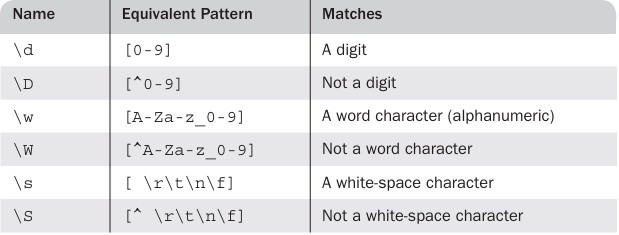 Name Equivalent Pattern Matches
\d [0-9] A digit
\D [^0-9] Not a digit
\w [A-Za-z_0-9] A word character (alphanumeric)
\W [^A-Za-z_0-9] Not a word character
\s [ \r\t\n\f] A white-space character
\S [^ \r\t\n\f] Not a white-space character